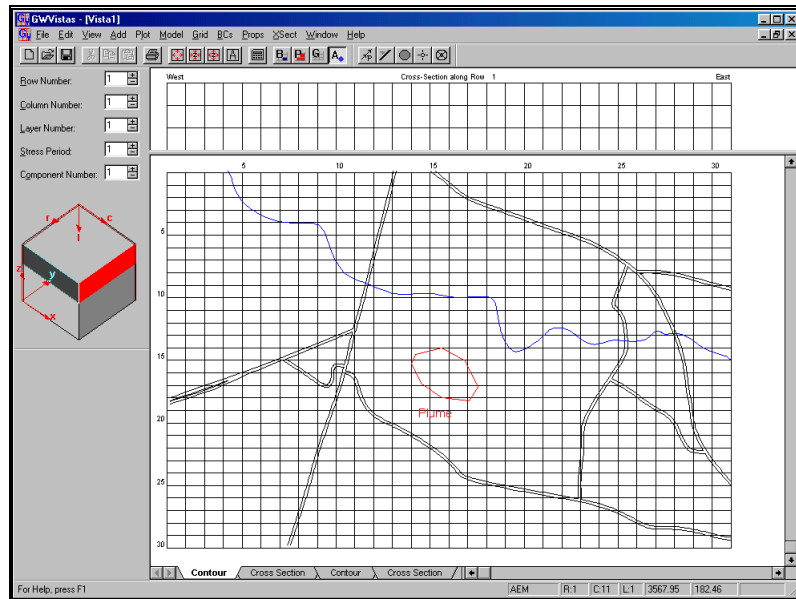 GWVistas - [Vista1]
File Edit View Add Plot Model Grid BCs Props XSect Window Help
Row Number: 1
Column Number: 1
Layer Number: 1
Stress Period: 1
Component Number: 1
r c
l
z y
x
West Cross-Section along Row 1 East
5 10 15 20 25 30
5
10
15
20
25
30
Plume
Contour Cross Section Contour Cross Section
For Help, press F1 AEM R:1 C:11 L:1 3567.95 182.46